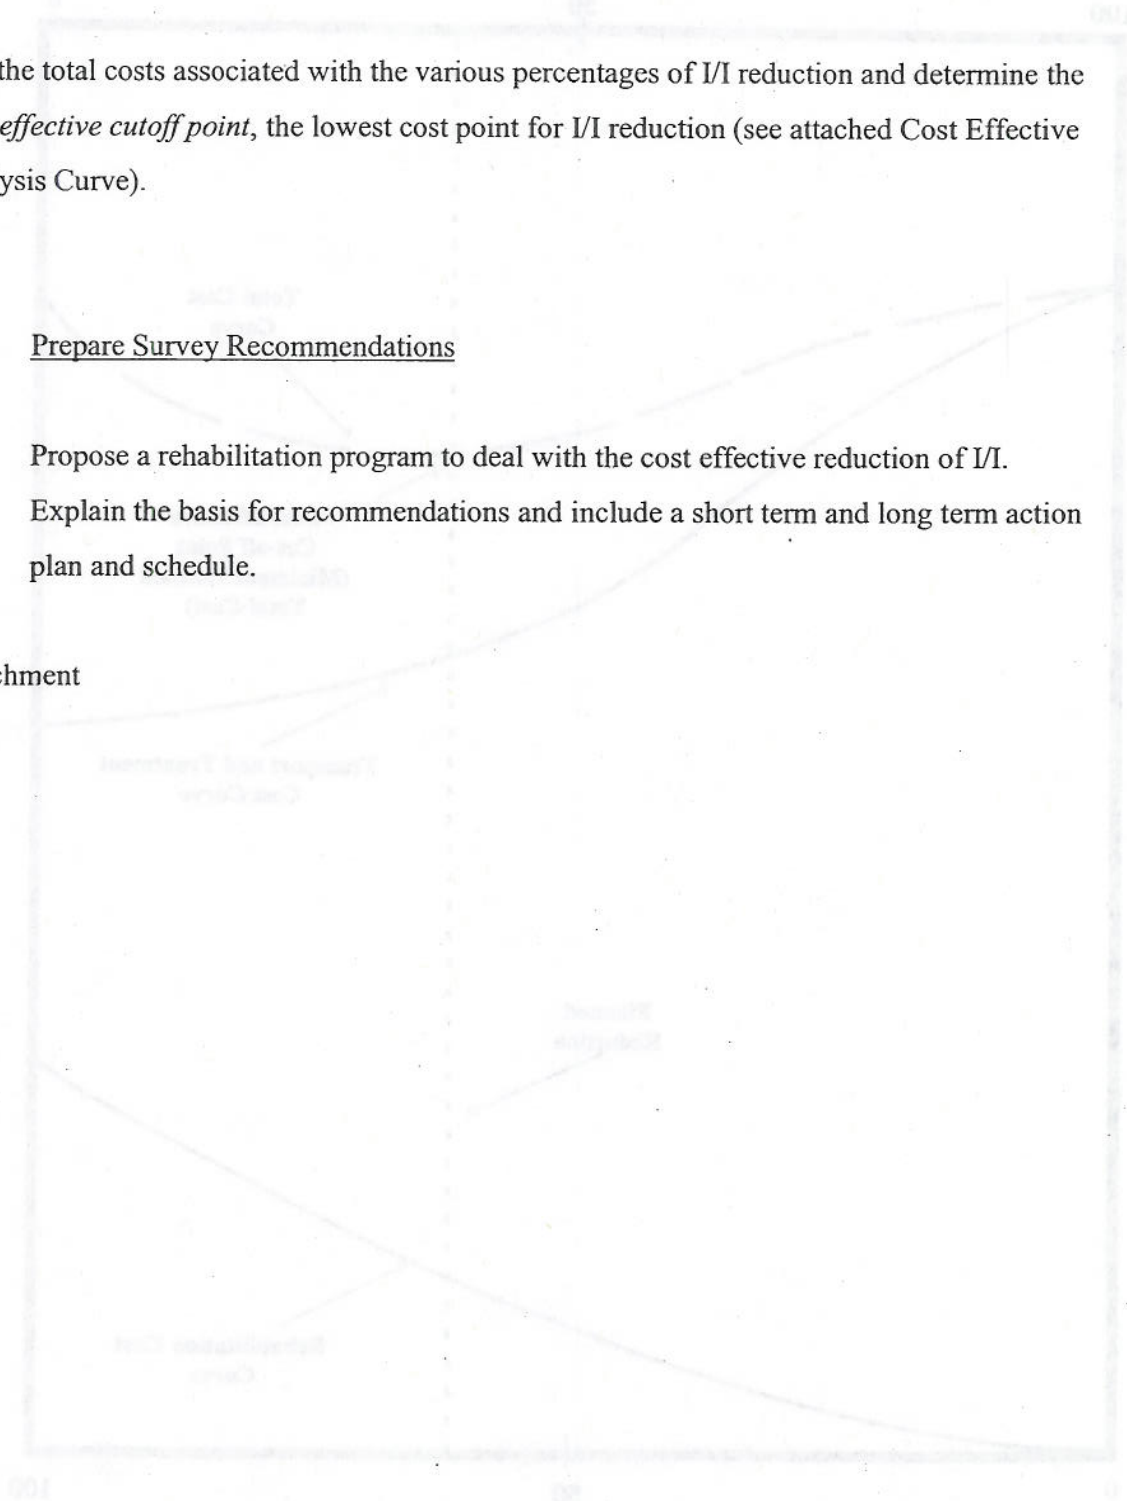 the total costs associated with the various percentages of I/I reduction and determine the
effective cutoff point, the lowest cost point for I/I reduction (see attached Cost Effective
ysis Curve).
Prepare Survey Recommendations
Propose a rehabilitation program to deal with the cost effective reduction of I/I.
Explain the basis for recommendations and include a short term and long term action
plan and schedule.
chment